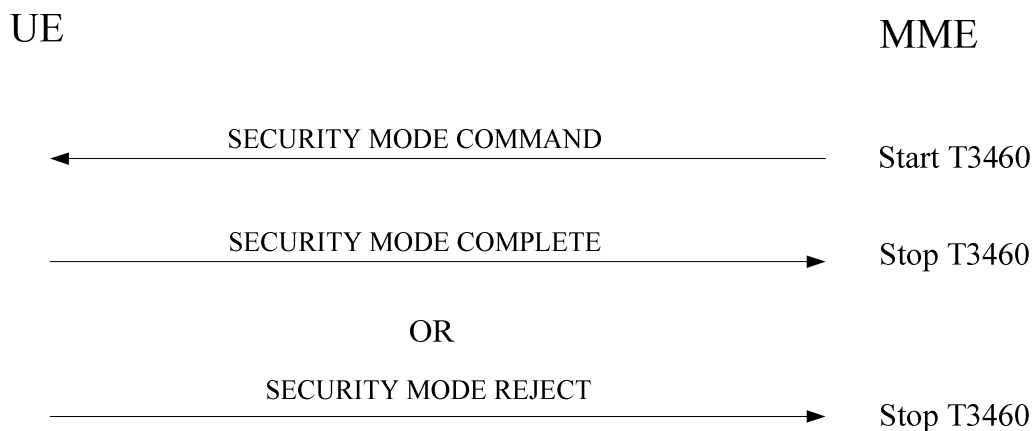 UE
MME
SECURITY MODE COMMAND
Start T3460
SECURITY MODE COMPLETE
Stop T3460
OR
SECURITY MODE REJECT
Stop T3460